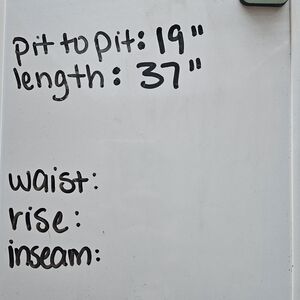 pit to pit: 19"
length: 37"
waist:
rise:
inseam: